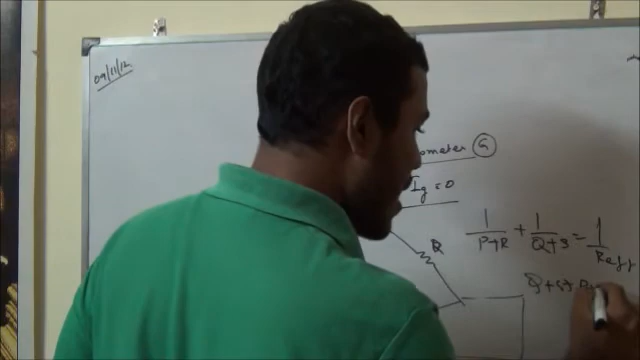 09/11/12
ometer G
Ig = 0
Q
1/P+R + 1/Q+S = 1/Reff
Q+S+P